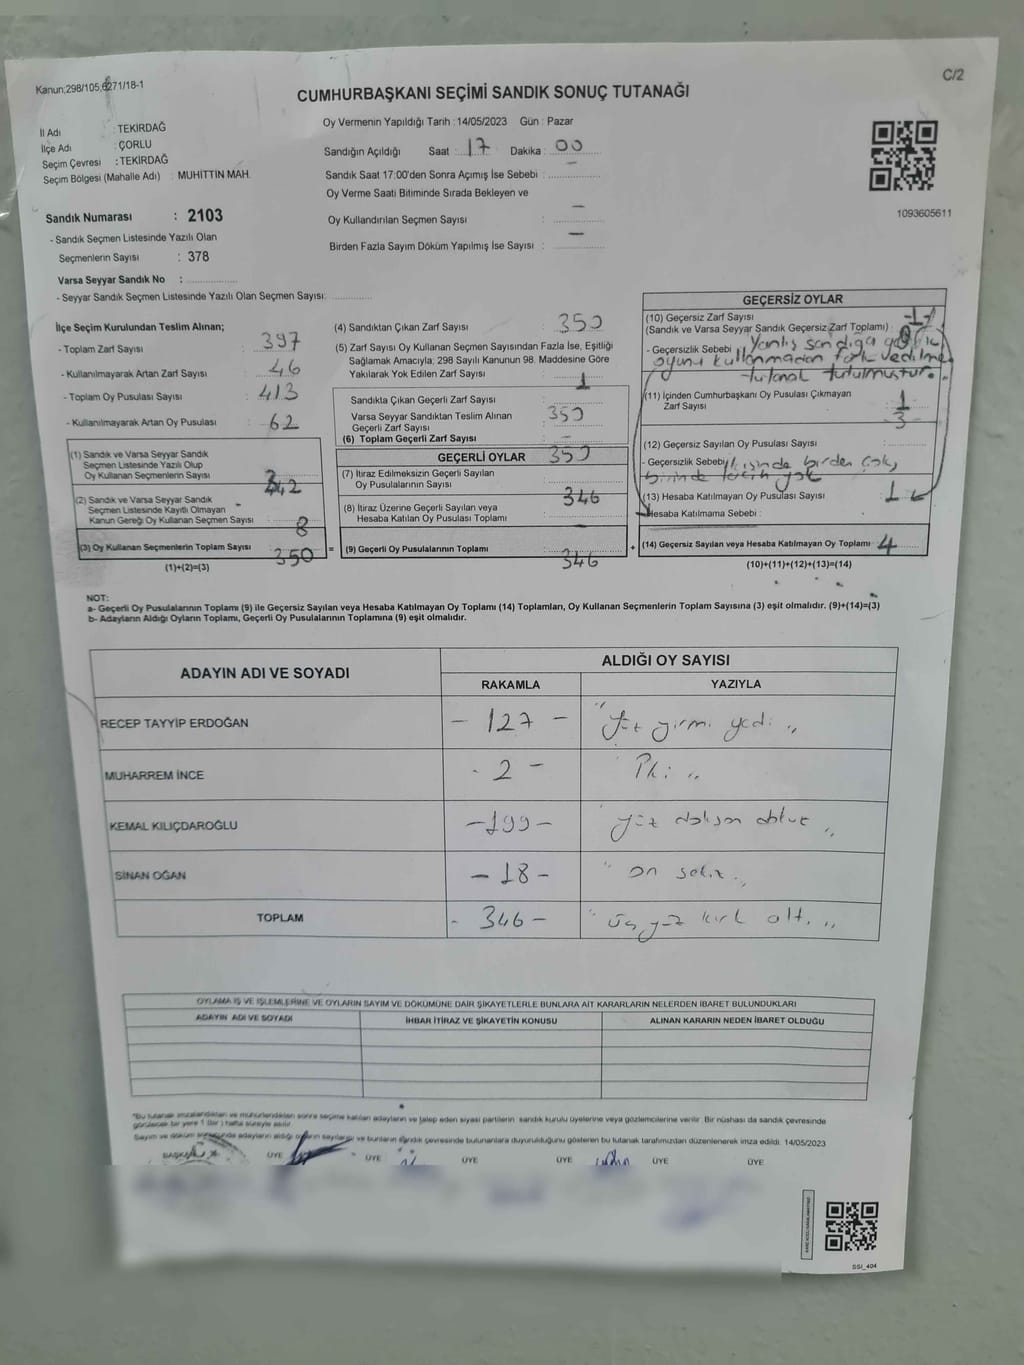 C/2
Kanun;298/105,6271/18-1
CUMHURBAŞKANI SEÇİMİ SANDIK SONUÇ TUTANAĞI
İl Adı : TEKİRDAĞ
İlçe Adı : ÇORLU
Seçim Çevresi : TEKİRDAĞ
Seçim Bölgesi (Mahalle Adı) : MUHİTTİN MAH.
Oy Vermenin Yapıldığı Tarih : 14/05/2023 Gün : Pazar
Sandığın Açıldığı Saat : 17 Dakika : 00
Sandık Saat 17:00'den Sonra Açımış İse Sebebi :
Oy Verme Saati Bitiminde Sırada Bekleyen ve
Oy Kullandırılan Seçmen Sayısı : —
Birden Fazla Sayım Döküm Yapılmış İse Sayısı : —
1093605611
Sandık Numarası : 2103
- Sandık Seçmen Listesinde Yazılı Olan
Seçmenlerin Sayısı : 378
Varsa Seyyar Sandık No :
- Seyyar Sandık Seçmen Listesinde Yazılı Olan Seçmen Sayısı:
İlçe Seçim Kurulundan Teslim Alınan;
- Toplam Zarf Sayısı : 397
- Kullanılmayarak Artan Zarf Sayısı : 46
- Toplam Oy Pusulası Sayısı : 413
- Kullanılmayarak Artan Oy Pusulası : 62
(1) Sandık ve Varsa Seyyar Sandık
Seçmen Listesinde Yazılı Olup
Oy Kullanan Seçmenlerin Sayısı : 342
(2) Sandık ve Varsa Seyyar Sandık
Seçmen Listesinde Kayıtlı Olmayan
Kanun Gereği Oy Kullanan Seçmen Sayısı : 8
(3) Oy Kullanan Seçmenlerin Toplam Sayısı : 350
(1)+(2)=(3)
(4) Sandıktan Çıkan Zarf Sayısı : 350
(5) Zarf Sayısı Oy Kullanan Seçmen Sayısından Fazla İse, Eşitliği
Sağlamak Amacıyla; 298 Sayılı Kanunun 98. Maddesine Göre
Yakılarak Yok Edilen Zarf Sayısı :
Sandıkla Çıkan Geçerli Zarf Sayısı
Varsa Seyyar Sandıktan Teslim Alınan 350
Geçerli Zarf Sayısı
(6) Toplam Geçerli Zarf Sayısı
GEÇERLİ OYLAR 350
(7) İtiraz Edilmeksizin Geçerli Sayılan
Oy Pusulalarının Sayısı : 346
(8) İtiraz Üzerine Geçerli Sayılan veya
Hesaba Katılan Oy Pusulası Toplamı :
= (9) Geçerli Oy Pusulalarının Toplamı : 346
GEÇERSİZ OYLAR
(10) Geçersiz Zarf Sayısı
(Sandık ve Varsa Seyyar Sandık Geçersiz Zarf Toplamı) :
- Geçersizlik Sebebi : Yanlış sandığa
oyunu kullanmadan fark vedilmiş
tutanak tutulmuştur.
(11) İçinden Cumhurbaşkanı Oy Pusulası Çıkmayan 1
Zarf Sayısı 3
(12) Geçersiz Sayılan Oy Pusulası Sayısı :
- Geçersizlik Sebebi : içinde birden çok,
birinde yok
(13) Hesaba Katılmayan Oy Pusulası Sayısı :
Hesaba Katılmama Sebebi :
+ (14) Geçersiz Sayılan veya Hesaba Katılmayan Oy Toplamı : 4
(10)+(11)+(12)+(13)=(14)
NOT:
a- Geçerli Oy Pusulalarının Toplamı (9) ile Geçersiz Sayılan veya Hesaba Katılmayan Oy Toplamı (14) Toplamları, Oy Kullanan Seçmenlerin Toplam Sayısına (3) eşit olmalıdır. (9)+(14)=(3)
b- Adayların Aldığı Oyların Toplamı, Geçerli Oy Pusulalarının Toplamına (9) eşit olmalıdır.
ADAYIN ADI VE SOYADI ALDIĞI OY SAYISI
RAKAMLA YAZIYLA
RECEP TAYYİP ERDOĞAN - 127 - "Yüz yirmi yedi"
MUHARREM İNCE - 2 - "İki"
KEMAL KILIÇDAROĞLU - 199 - "yüz doksan dokuz"
SİNAN OĞAN - 18 - "on sekiz"
TOPLAM - 346 - "üç yüz kırk altı"
OYLAMA İŞ VE İŞLEMLERİNE VE OYLARIN SAYIM VE DÖKÜMÜNE DAİR ŞİKAYETLERLE BUNLARA AİT KARARLARIN NELERDEN İBARET BULUNDUKLARI
ADAYIN ADI VE SOYADI İHBAR İTİRAZ VE ŞİKAYETİN KONUSU ALINAN KARARIN NEDEN İBARET OLDUĞU
"Bu tutanak imzalandıktan ve mühürlendikten sonra seçime katılan adayların ve talep eden siyasi partilerin sandık kurulu üyelerine veya gözlemcilerine verilir. Bir nüshası da sandık çevresinde
görülecek bir yere 1 (bir) hafta süreyle asılır
Sayım ve döküm sonucunda adayların aldığı oyların sayılarını ve bunların sandık çevresinde bulunanlara duyurulduğunu gösteren bu tutanak tarafımızdan düzenlenerek imza edildi. 14/05/2023
BAŞKAN ÜYE ÜYE ÜYE ÜYE ÜYE ÜYE
SSI_404